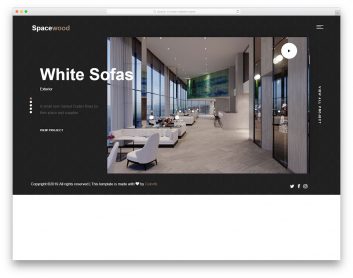 Spacewood
White Sofas
Exterior
VIEW PROJECT
VIEW ALL PROJECT
Copyright ©2019 All rights reserved | This template is made with by Colorlib